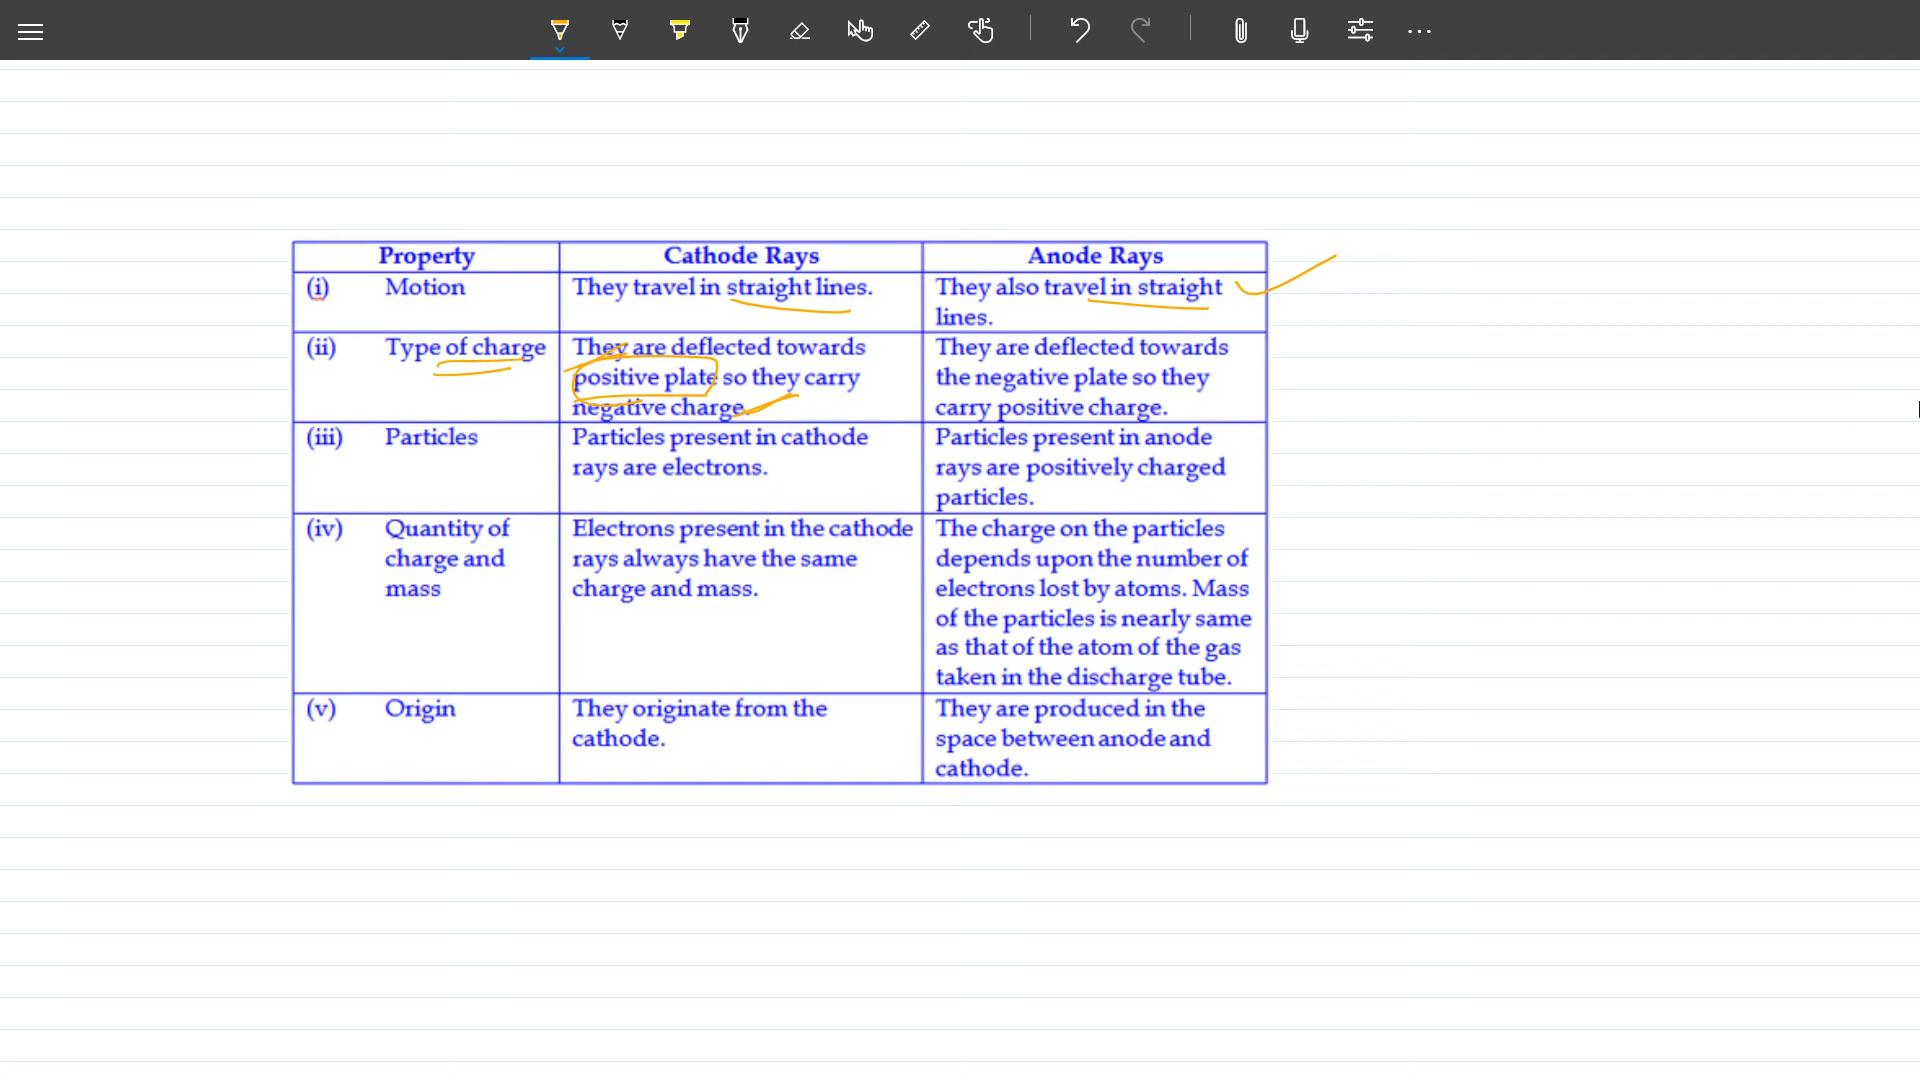 Property Cathode Rays Anode Rays
(i) Motion They travel in straight lines. They also travel in straight
lines.
(ii) Type of charge They are deflected towards They are deflected towards
positive plate so they carry the negative plate so they
negative charge. carry positive charge.
(iii) Particles Particles present in cathode Particles present in anode
rays are electrons. rays are positively charged
particles.
(iv) Quantity of Electrons present in the cathode The charge on the particles
charge and rays always have the same depends upon the number of
mass charge and mass. electrons lost by atoms. Mass
of the particles is nearly same
as that of the atom of the gas
taken in the discharge tube.
(v) Origin They originate from the They are produced in the
cathode. space between anode and
cathode.